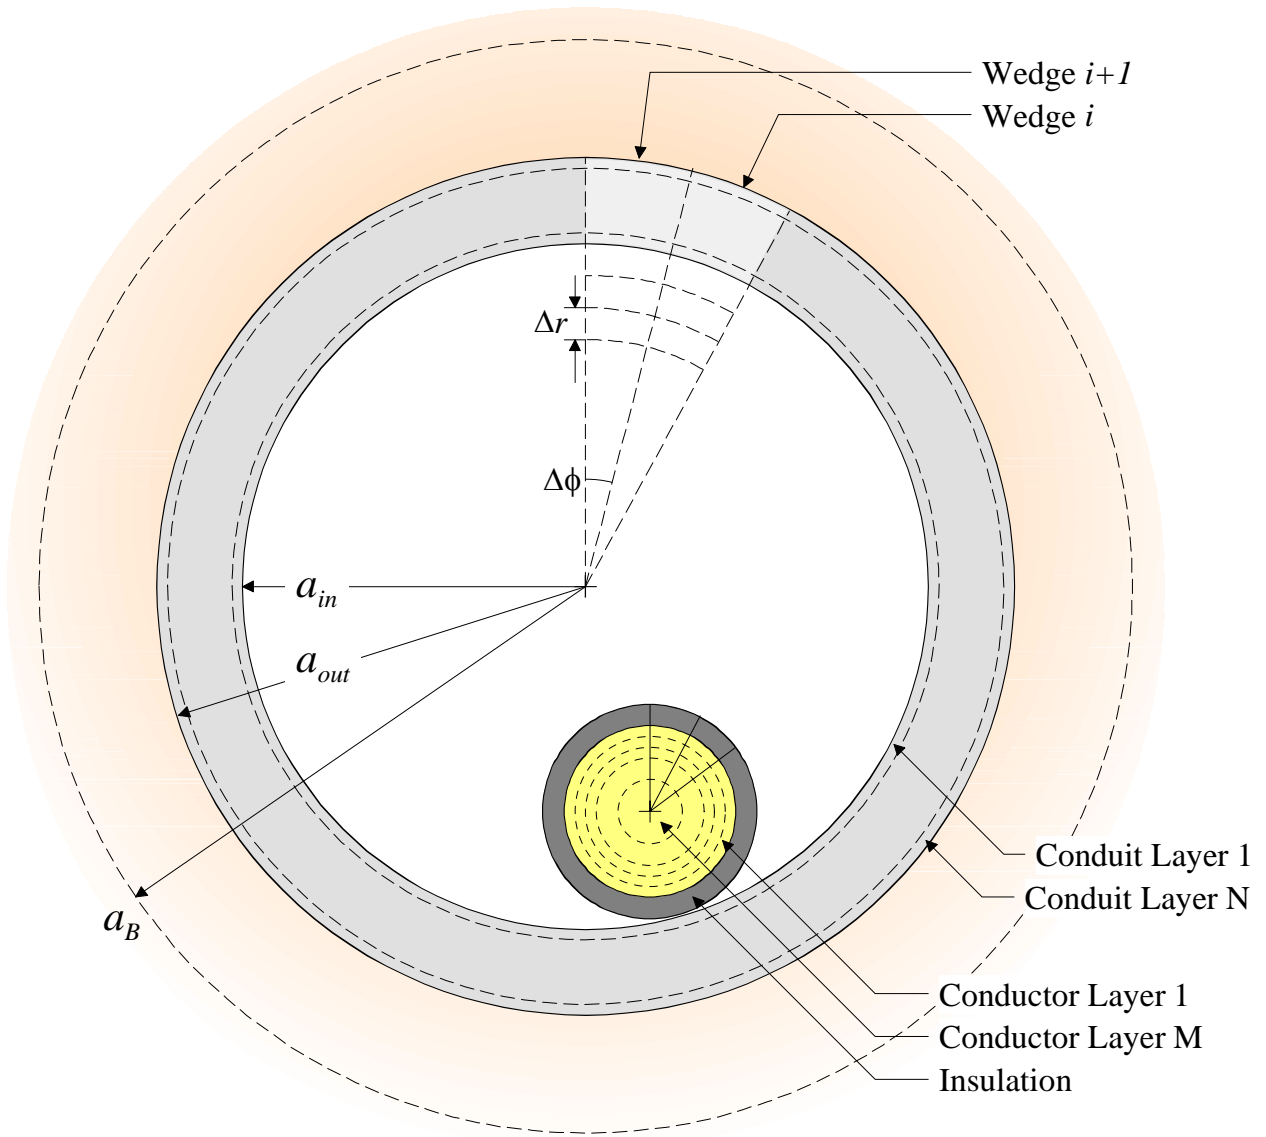 Wedge i+1
Wedge i
Δr
Δϕ
a_in
a_out
a_B
Conduit Layer 1
Conduit Layer N
Conductor Layer 1
Conductor Layer M
Insulation